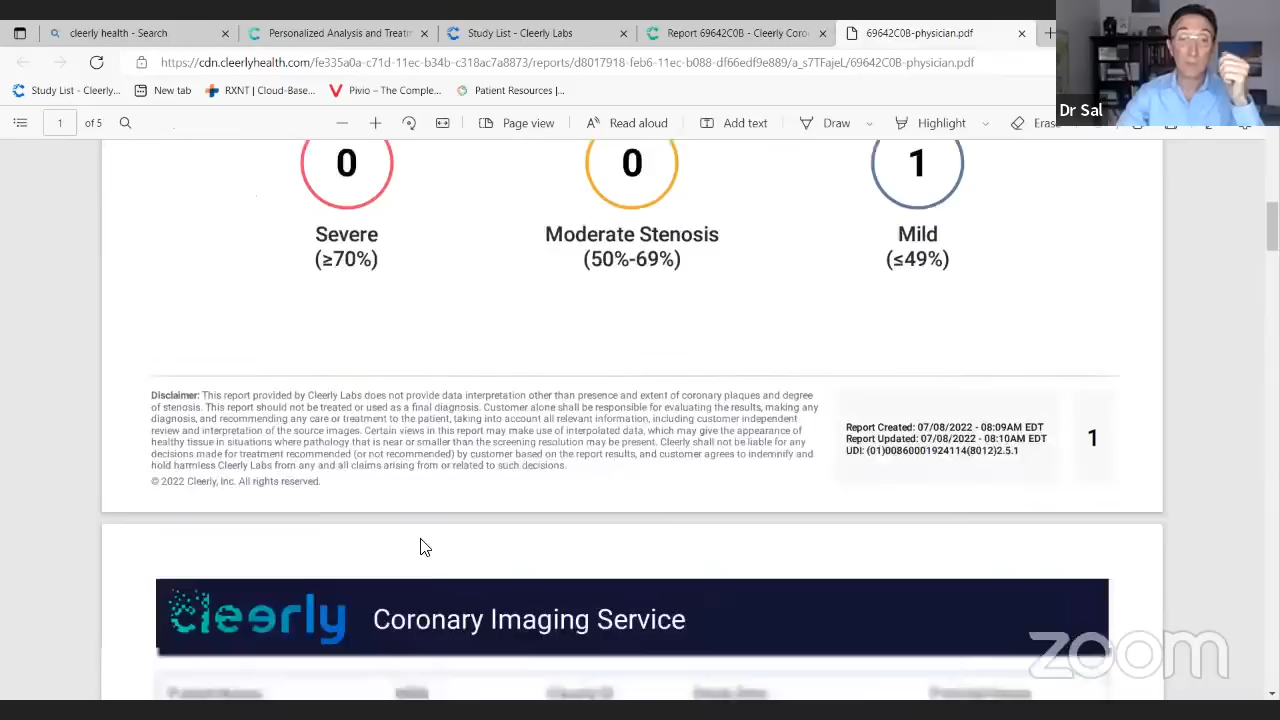 cleerly health - Search
Personalized Analysis and Treatm
Study List - Cleerly Labs
Report 69642C0B - Cleerly Coro
69642C0B-physician.pdf
https://cdn.cleerlyhealth.com/fe335a0a-c71d-11ec-b34b-c318ac7a8873/reports/d8017918-feb6-11ec-b088-df66edf9e889/a_s7TFajeL/69642C0B-physician.pdf
Study List - Cleerly...
New tab
RXNT | Cloud-Base...
Pivio – The Comple...
Patient Resources |...
Dr Sal
1 of 5
Page view
Read aloud
Add text
Draw
Highlight
Eras
0
0
1
Severe
Moderate Stenosis
Mild
(≥70%)
(50%-69%)
(≤49%)
Disclaimer: This report provided by Cleerly Labs does not provide data interpretation other than presence and extent of coronary plaques and degree
of stenosis. This report should not be treated or used as a final diagnosis. Customer alone shall be responsible for evaluating the results, making any
diagnosis, and recommending any care or treatment to the patient, taking into account all relevant information, including customer independent
review and interpretation of the source images. Certain views in this report may make use of interpolated data, which may give the appearance of
healthy tissue in situations where pathology that is near or smaller than the screening resolution may be present. Cleerly shall not be liable for any
decisions made for treatment recommended (or not recommended) by customer based on the report results, and customer agrees to indemnify and
hold harmless Cleerly Labs from any and all claims arising from or related to such decisions.
© 2022 Cleerly, Inc. All rights reserved.
Report Created: 07/08/2022 - 08:09AM EDT
Report Updated: 07/08/2022 - 08:10AM EDT
UDI: (01)00860001924114(8012)2.5.1
1
cleerly
Coronary Imaging Service
zoom